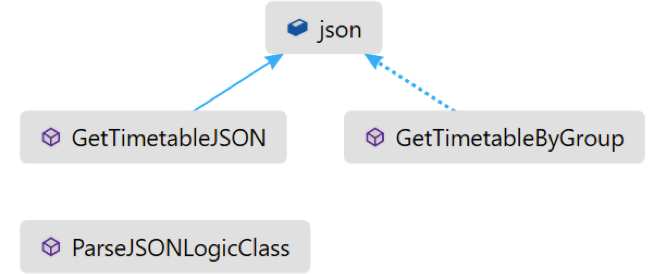 json
GetTimetableJSON
GetTimetableByGroup
ParseJSONLogicClass